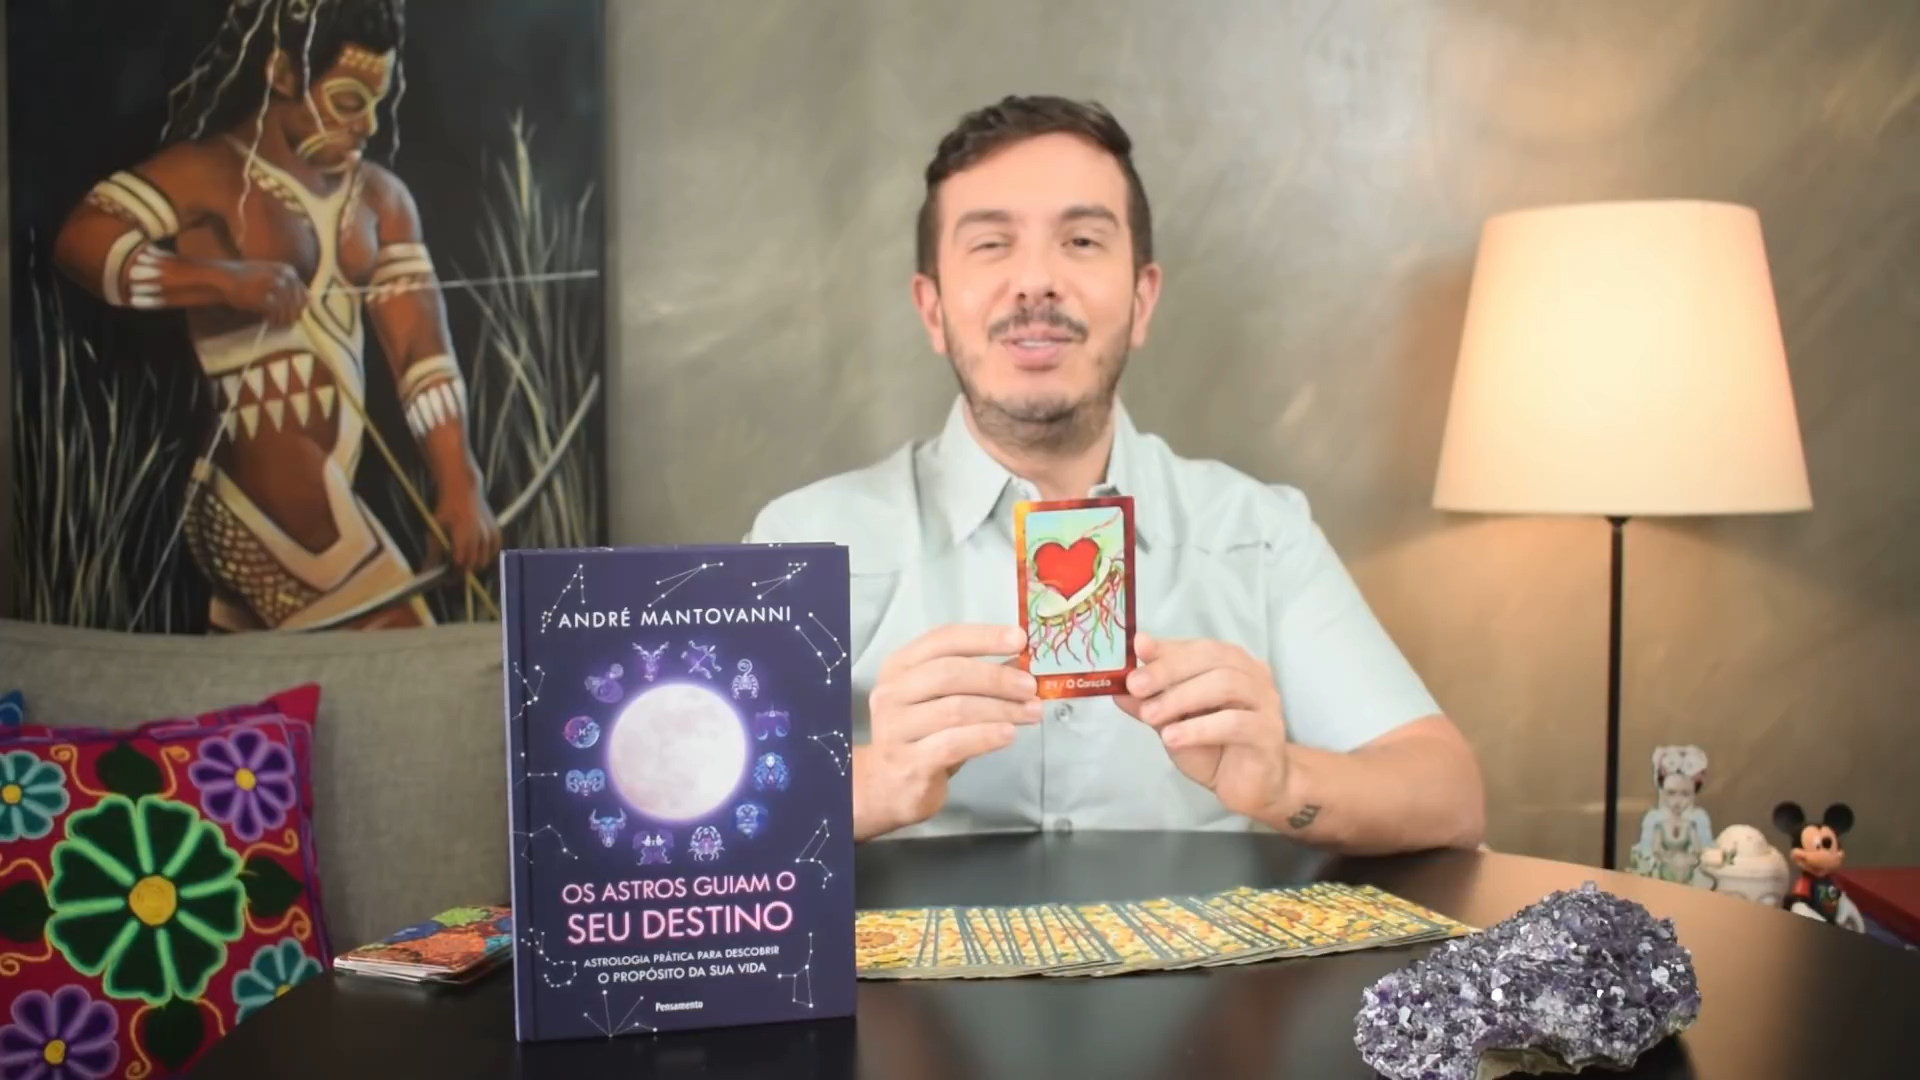 ANDRÉ MANTOVANNI
OS ASTROS GUIAM O
SEU DESTINO
ASTROLOGIA PRÁTICA PARA DESCOBRIR
O PROPÓSITO DA SUA VIDA
Pensamento
O Coração